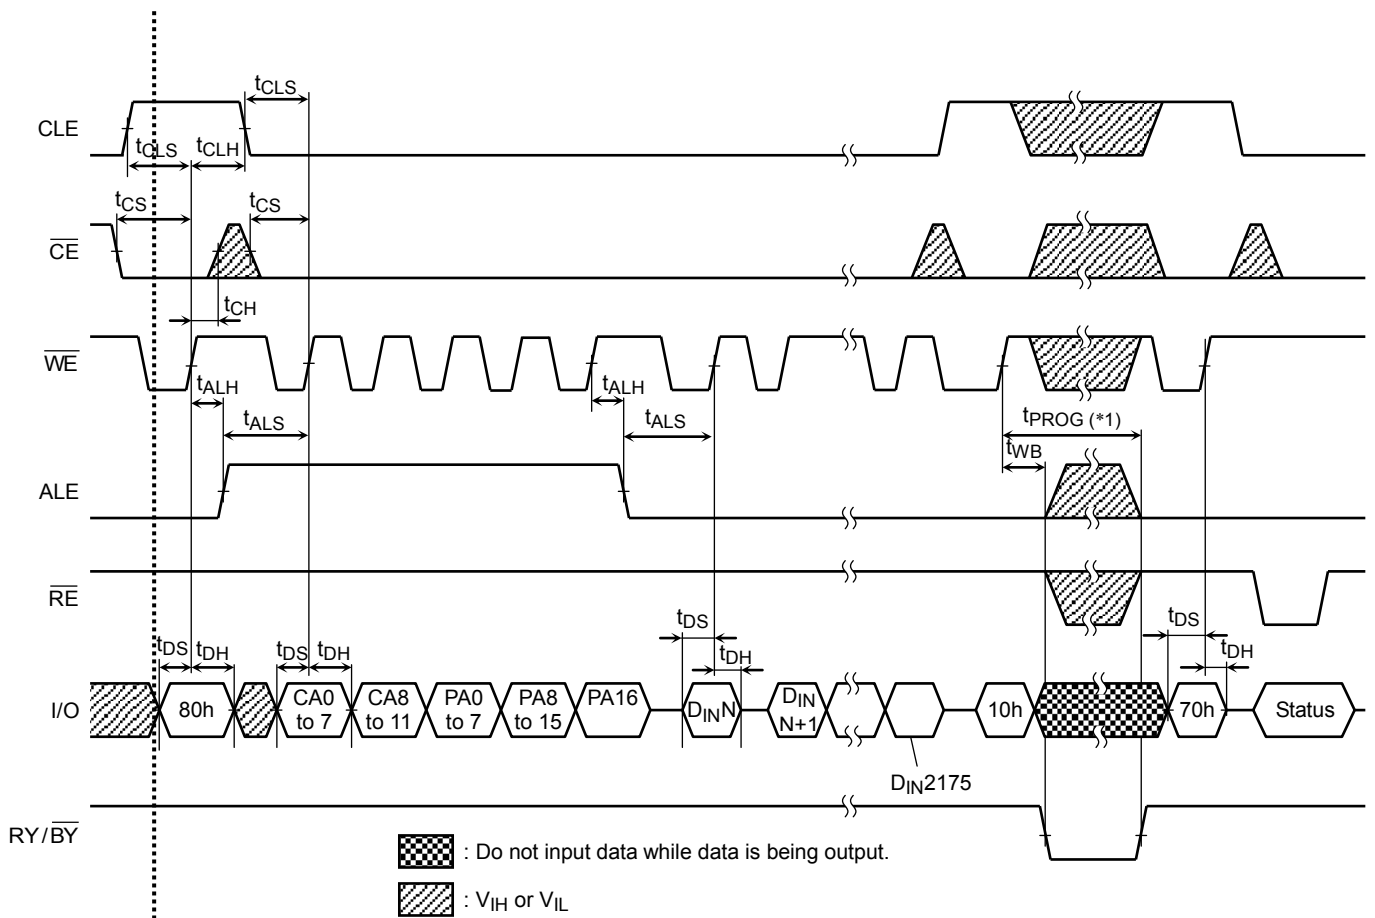 tCLS
CLE
tCLS tCLH
tCS tCS
CE
tCH
WE
tALH tALH
tALS tALS tPROG (*1)
tWB
ALE
RE
tDS tDH tDS tDH tDS tDH tDS tDH
I/O 80h CA0 to 7 CA8 to 11 PA0 to 7 PA8 to 15 PA16 DINN DIN N+1 10h 70h Status
DIN2175
RY/BY
: Do not input data while data is being output.
: VIH or VIL